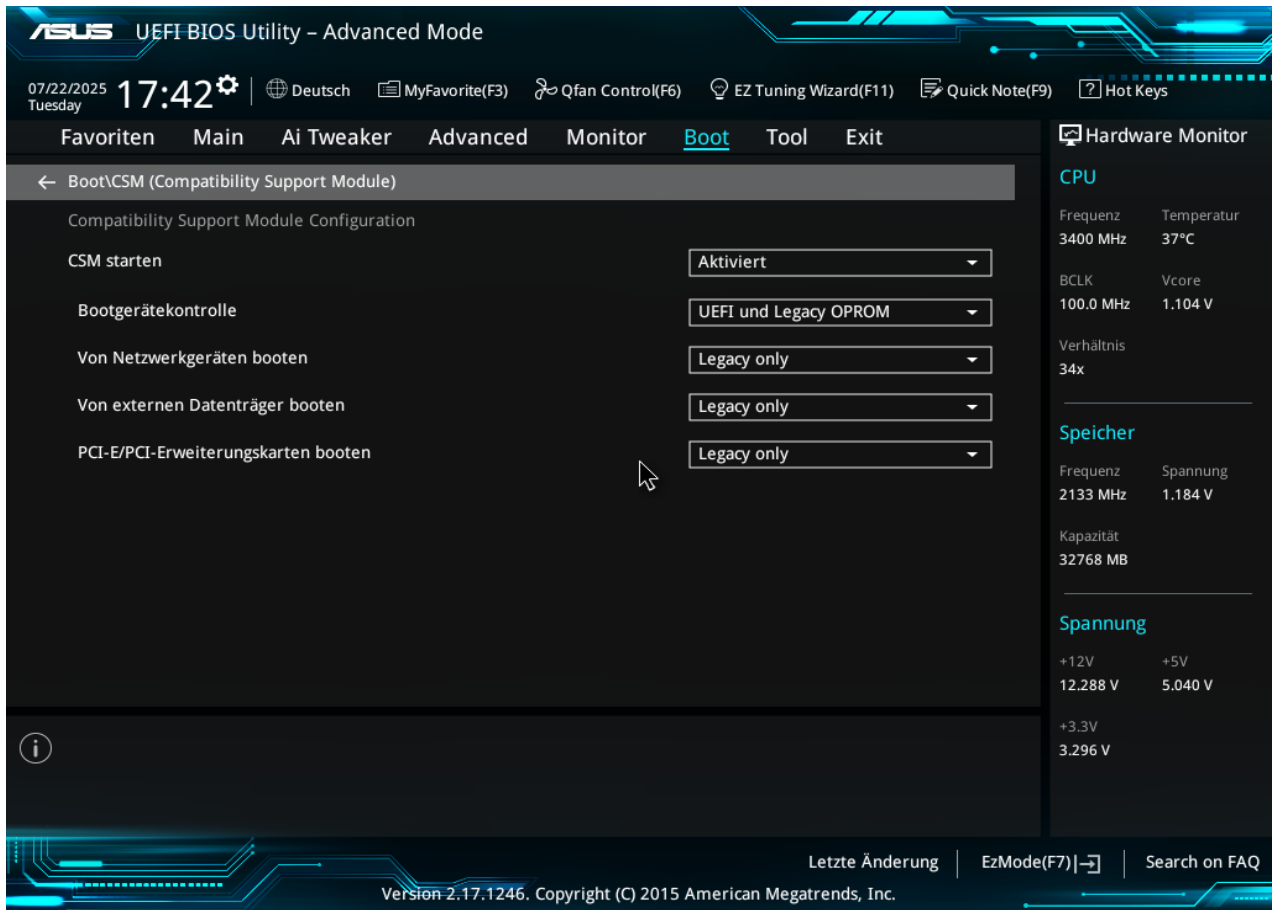 ASUS UEFI BIOS Utility – Advanced Mode
07/22/2025
Tuesday
17:42
Deutsch MyFavorite(F3) Qfan Control(F6) EZ Tuning Wizard(F11) Quick Note(F9) ? Hot Keys
Favoriten Main Ai Tweaker Advanced Monitor Boot Tool Exit
← Boot\CSM (Compatibility Support Module)
Compatibility Support Module Configuration
CSM starten Aktiviert
Bootgerätekontrolle UEFI und Legacy OPROM
Von Netzwerkgeräten booten Legacy only
Von externen Datenträger booten Legacy only
PCI-E/PCI-Erweiterungskarten booten Legacy only
Hardware Monitor
CPU
Frequenz Temperatur
3400 MHz 37°C
BCLK Vcore
100.0 MHz 1.104 V
Verhältnis
34x
Speicher
Frequenz Spannung
2133 MHz 1.184 V
Kapazität
32768 MB
Spannung
+12V +5V
12.288 V 5.040 V
+3.3V
3.296 V
i
Letzte Änderung EzMode(F7) Search on FAQ
Version 2.17.1246. Copyright (C) 2015 American Megatrends, Inc.